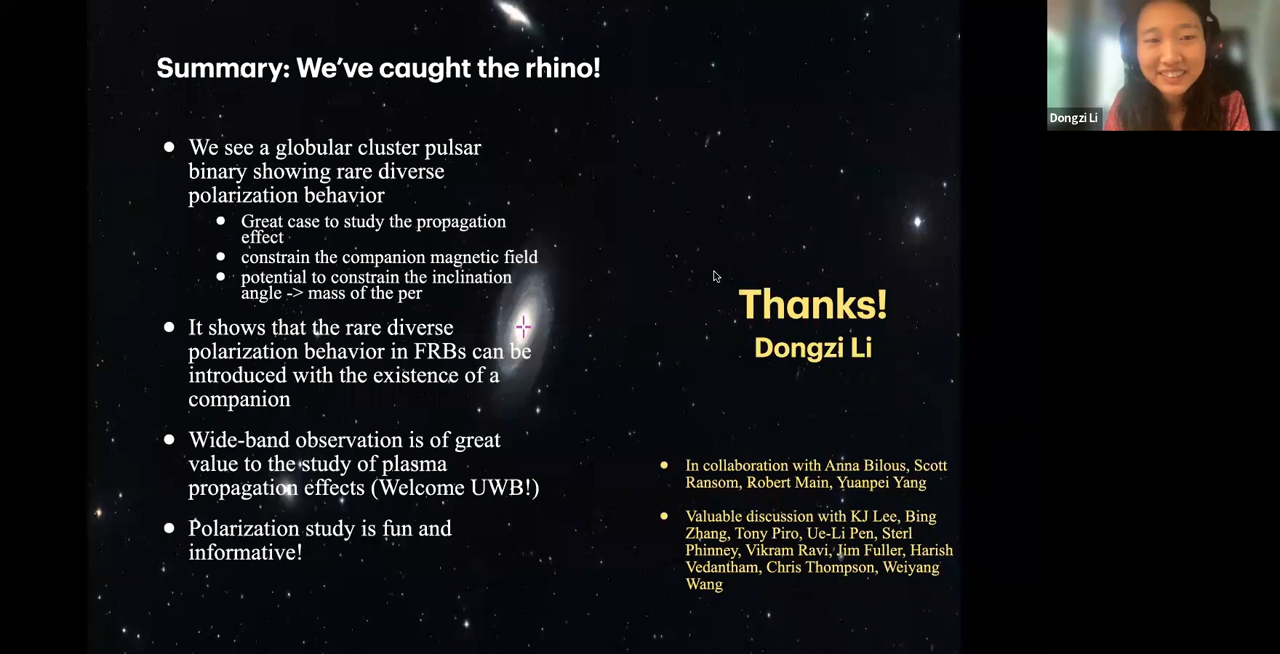 Summary: We've caught the rhino!
We see a globular cluster pulsar
binary showing rare diverse
polarization behavior
Great case to study the propagation
effect
constrain the companion magnetic field
potential to constrain the inclination
angle -> mass of the per
It shows that the rare diverse
polarization behavior in FRBs can be
introduced with the existence of a
companion
Wide-band observation is of great
value to the study of plasma
propagation effects (Welcome UWB!)
Polarization study is fun and
informative!
Thanks!
Dongzi Li
In collaboration with Anna Bilous, Scott
Ransom, Robert Main, Yuanpei Yang
Valuable discussion with KJ Lee, Bing
Zhang, Tony Piro, Ue-Li Pen, Sterl
Phinney, Vikram Ravi, Jim Fuller, Harish
Vedantham, Chris Thompson, Weiyang
Wang
Dongzi Li